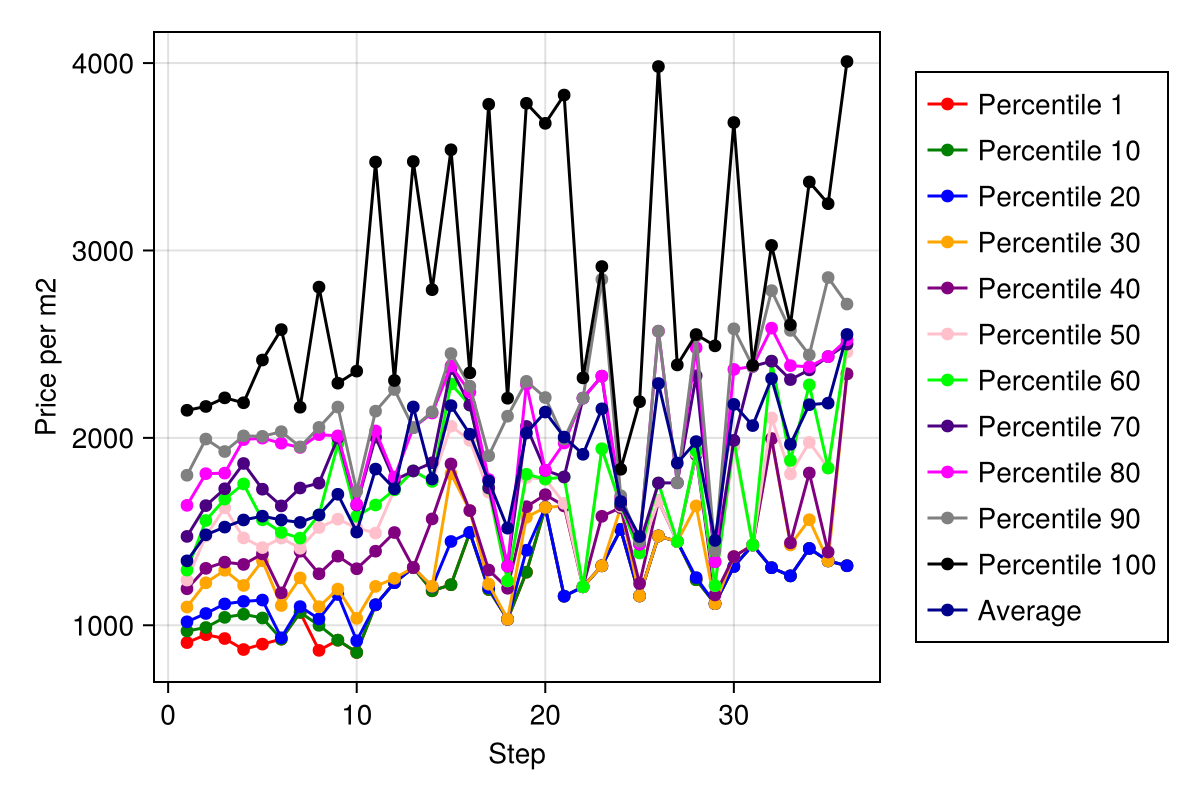 4000
3000
2000
1000
Price per m2
0
10
20
30
Step
Percentile 1
Percentile 10
Percentile 20
Percentile 30
Percentile 40
Percentile 50
Percentile 60
Percentile 70
Percentile 80
Percentile 90
Percentile 100
Average